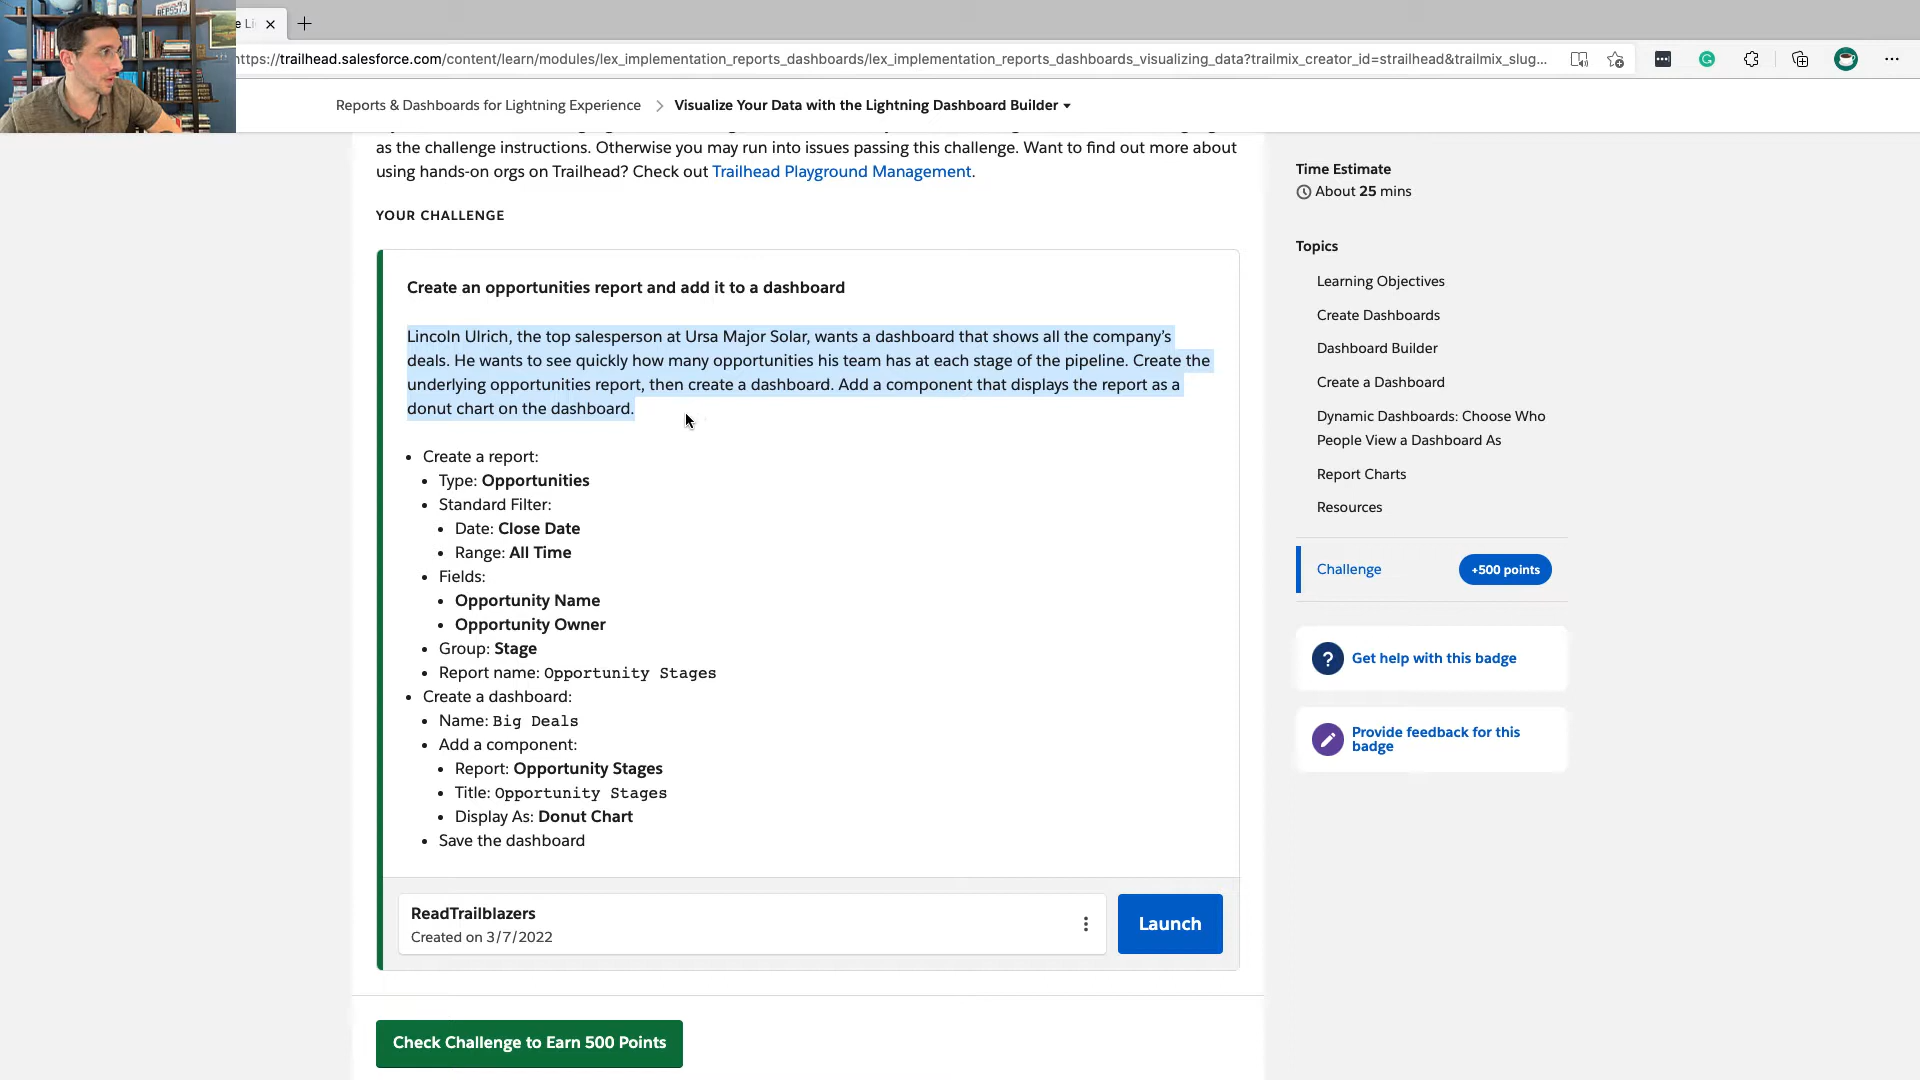 https://trailhead.salesforce.com/content/learn/modules/lex_implementation_reports_dashboards/lex_implementation_reports_dashboards_visualizing_data?trailmix_creator_id=strailhead&trailmix_slug...
Reports & Dashboards for Lightning Experience > Visualize Your Data with the Lightning Dashboard Builder
as the challenge instructions. Otherwise you may run into issues passing this challenge. Want to find out more about
using hands-on orgs on Trailhead? Check out Trailhead Playground Management.
YOUR CHALLENGE
Create an opportunities report and add it to a dashboard
Lincoln Ulrich, the top salesperson at Ursa Major Solar, wants a dashboard that shows all the company's
deals. He wants to see quickly how many opportunities his team has at each stage of the pipeline. Create the
underlying opportunities report, then create a dashboard. Add a component that displays the report as a
donut chart on the dashboard.
• Create a report:
• Type: Opportunities
• Standard Filter:
• Date: Close Date
• Range: All Time
• Fields:
• Opportunity Name
• Opportunity Owner
• Group: Stage
• Report name: Opportunity Stages
• Create a dashboard:
• Name: Big Deals
• Add a component:
• Report: Opportunity Stages
• Title: Opportunity Stages
• Display As: Donut Chart
• Save the dashboard
ReadTrailblazers
Created on 3/7/2022
Launch
Check Challenge to Earn 500 Points
Time Estimate
About 25 mins
Topics
Learning Objectives
Create Dashboards
Dashboard Builder
Create a Dashboard
Dynamic Dashboards: Choose Who
People View a Dashboard As
Report Charts
Resources
Challenge
+500 points
Get help with this badge
Provide feedback for this
badge